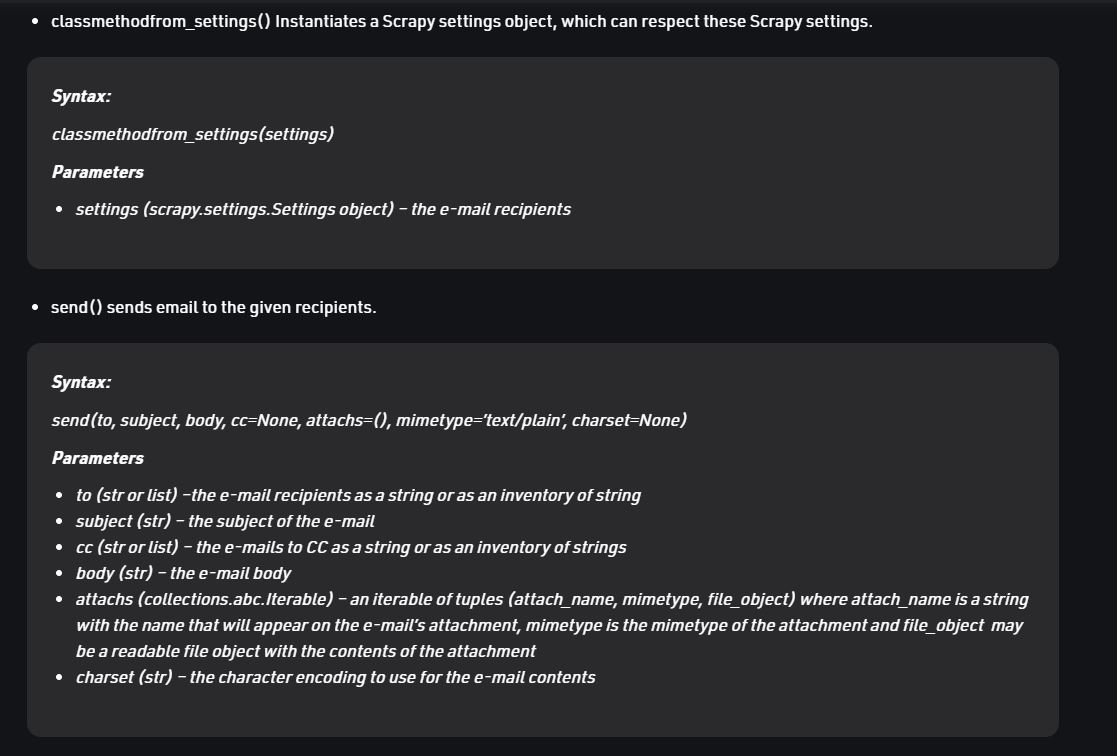 • classmethodfrom_settings() Instantiates a Scrapy settings object, which can respect these Scrapy settings.
Syntax:
classmethodfrom_settings(settings)
Parameters
• settings (scrapy.settings.Settings object) – the e-mail recipients
• send() sends email to the given recipients.
Syntax:
send(to, subject, body, cc=None, attachs=(), mimetype=’text/plain’, charset=None)
Parameters
• to (str or list) –the e-mail recipients as a string or as an inventory of string
• subject (str) – the subject of the e-mail
• cc (str or list) – the e-mails to CC as a string or as an inventory of strings
• body (str) – the e-mail body
• attachs (collections.abc.Iterable) – an iterable of tuples (attach_name, mimetype, file_object) where attach_name is a string
with the name that will appear on the e-mail’s attachment, mimetype is the mimetype of the attachment and file_object  may
be a readable file object with the contents of the attachment
• charset (str) – the character encoding to use for the e-mail contents